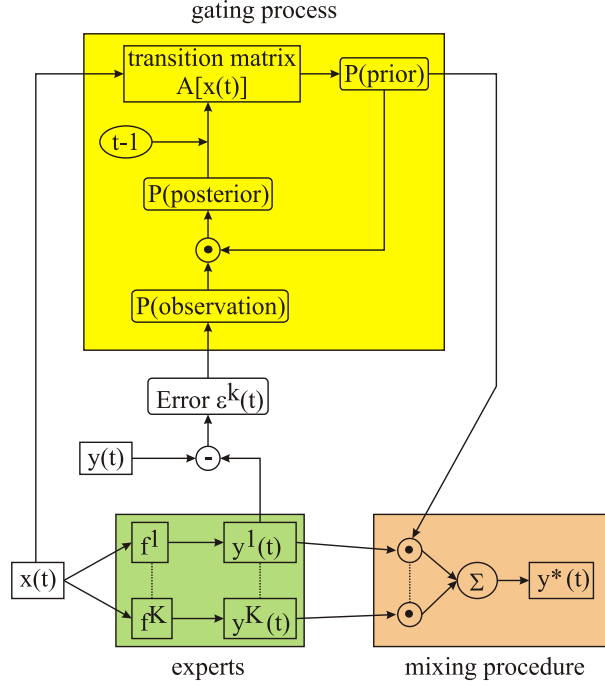 gating process
transition matrix
A[x(t)]
P(prior)
t-1
P(posterior)
P(observation)
Error ε^k(t)
y(t)
-
x(t)
f^1
y^1(t)
f^K
y^K(t)
Σ
y*(t)
experts
mixing procedure